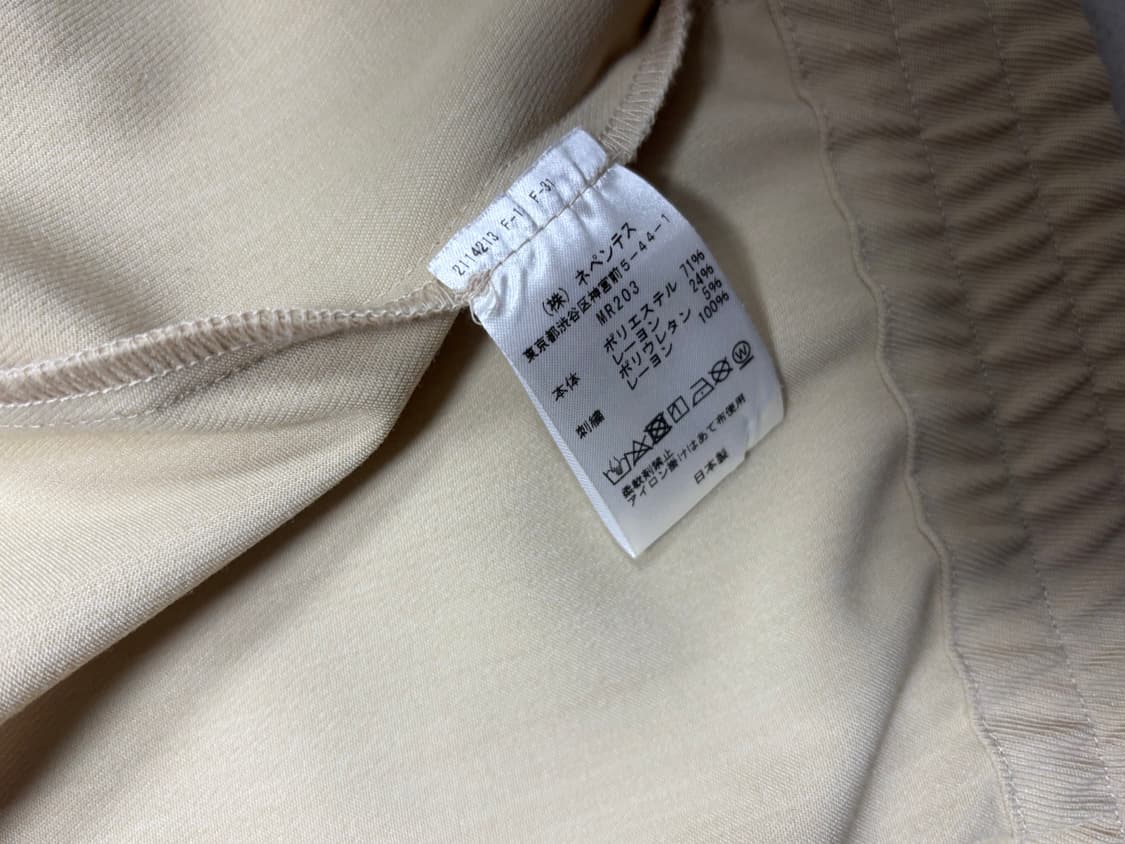 2114213 F-1 F-31
(株) ネペンテス
東京都渋谷区神宮前5-44-1
MR203
本体 ポリエステル 71%
レーヨン 24%
ポリウレタン 5%
刺繍 レーヨン 100%
W
柔軟剤禁止
アイロン掛けはあて布使用
日本製